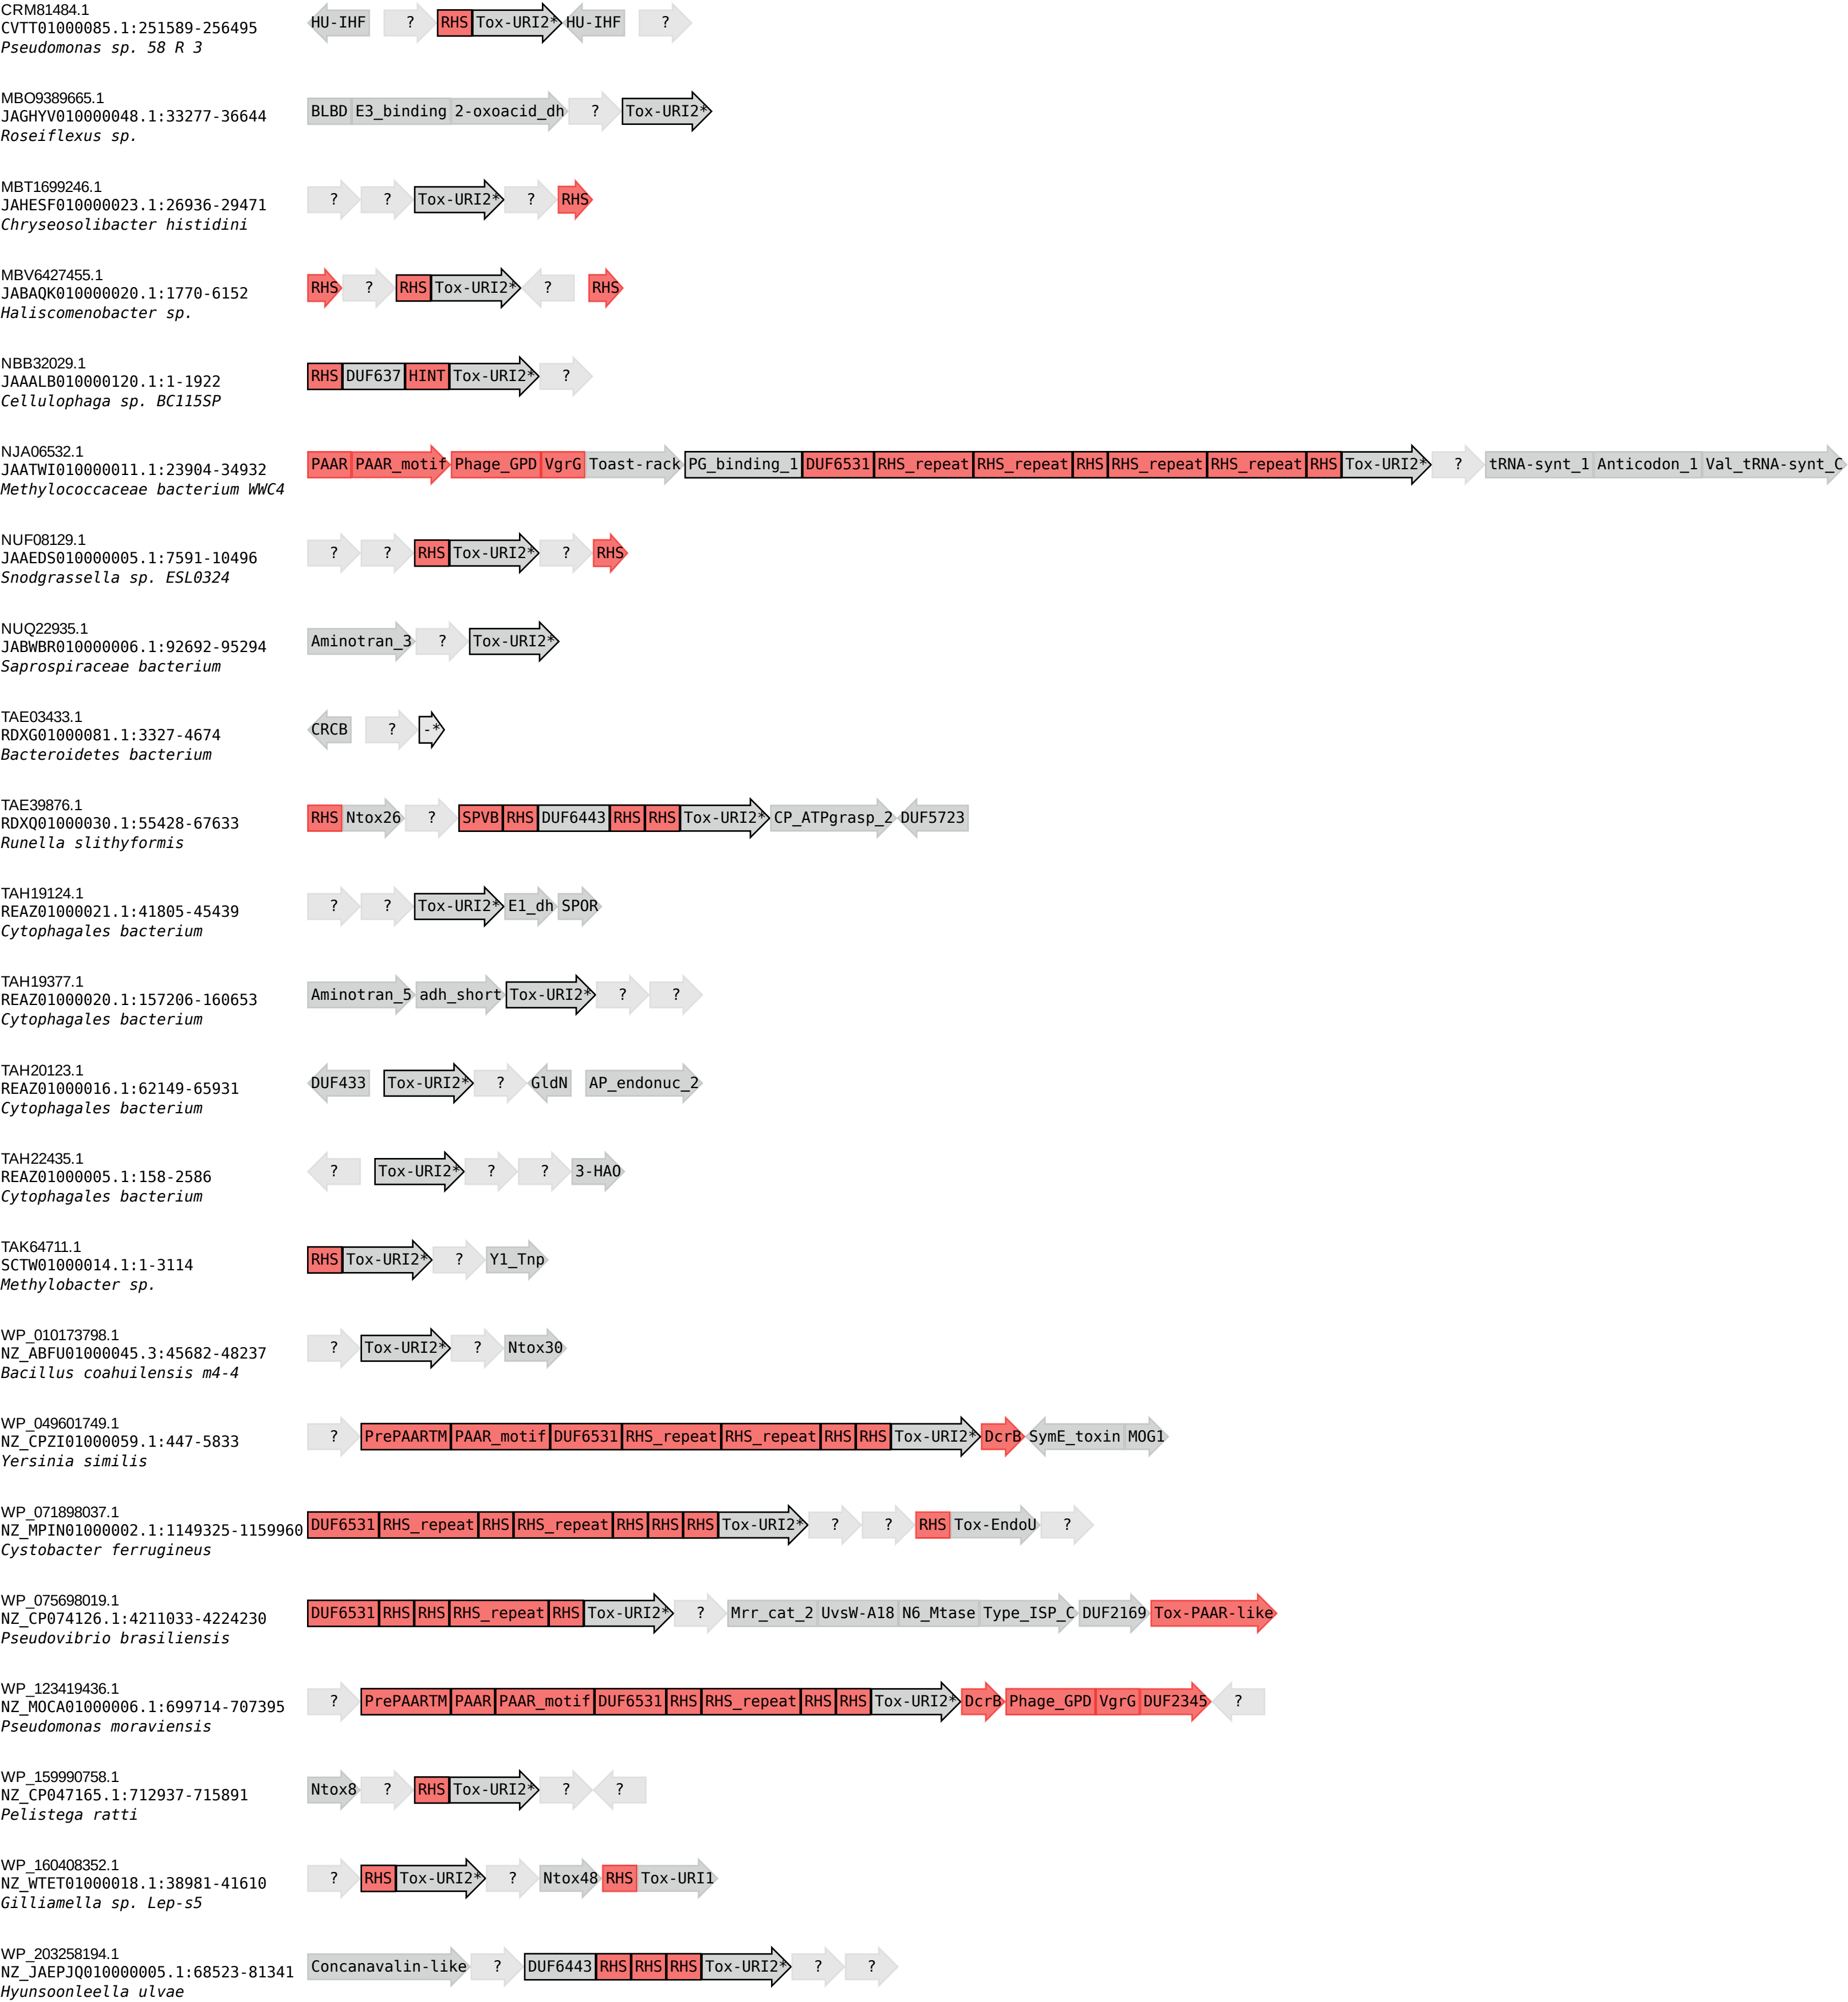 CRM81484.1
CVTT01000085.1:251589-256495
Pseudomonas sp. 58 R 3
HU-IHF ? RHS Tox-URI2* HU-IHF ?
MBO9389665.1
JAGHYV010000048.1:33277-36644
Roseiflexus sp.
BLBD E3_binding 2-oxoacid_dh ? Tox-URI2*
MBT1699246.1
JAHESF010000023.1:26936-29471
Chryseosolibacter histidini
? ? Tox-URI2* ? RHS
MBV6427455.1
JABAQK010000020.1:1770-6152
Haliscomenobacter sp.
RHS ? RHS Tox-URI2* ? RHS
NBB32029.1
JAAALB010000120.1:1-1922
Cellulophaga sp. BC115SP
RHS DUF637 HINT Tox-URI2* ?
NJA06532.1
JAATWI010000011.1:23904-34932
Methylococcaceae bacterium WWC4
PAAR PAAR_motif Phage_GPD VgrG Toast-rack PG_binding_1 DUF6531 RHS_repeat RHS_repeat RHS RHS_repeat RHS_repeat RHS Tox-URI2* ? tRNA-synt_1 Anticodon_1 Val_tRNA-synt_C
NUF08129.1
JAAEDS010000005.1:7591-10496
Snodgrassella sp. ESL0324
? ? RHS Tox-URI2* ? RHS
NUQ22935.1
JABWBR010000006.1:92692-95294
Saprospiraceae bacterium
Aminotran_3 ? Tox-URI2*
TAE03433.1
RDXG01000081.1:3327-4674
Bacteroidetes bacterium
CRCB ? -*
TAE39876.1
RDXQ01000030.1:55428-67633
Runella slithyformis
RHS Ntox26 ? SPVB RHS DUF6443 RHS RHS Tox-URI2* CP_ATPgrasp_2 DUF5723
TAH19124.1
REAZ01000021.1:41805-45439
Cytophagales bacterium
? ? Tox-URI2* E1_dh SPOR
TAH19377.1
REAZ01000020.1:157206-160653
Cytophagales bacterium
Aminotran_5 adh_short Tox-URI2* ? ?
TAH20123.1
REAZ01000016.1:62149-65931
Cytophagales bacterium
DUF433 Tox-URI2* ? GldN AP_endonuc_2
TAH22435.1
REAZ01000005.1:158-2586
Cytophagales bacterium
? Tox-URI2* ? ? 3-HAO
TAK64711.1
SCTW01000014.1:1-3114
Methylobacter sp.
RHS Tox-URI2* ? Y1_Tnp
WP_010173798.1
NZ_ABFU01000045.3:45682-48237
Bacillus coahuilensis m4-4
? Tox-URI2* ? Ntox30
WP_049601749.1
NZ_CPZI01000059.1:447-5833
Yersinia similis
? PrePAARTM PAAR_motif DUF6531 RHS_repeat RHS_repeat RHS RHS Tox-URI2* DcrB SymE_toxin MOG1
WP_071898037.1
NZ_MPIN01000002.1:1149325-1159960
Cystobacter ferrugineus
DUF6531 RHS_repeat RHS RHS_repeat RHS RHS RHS Tox-URI2* ? ? RHS Tox-EndoU ?
WP_075698019.1
NZ_CP074126.1:4211033-4224230
Pseudovibrio brasiliensis
DUF6531 RHS RHS RHS_repeat RHS Tox-URI2* ? Mrr_cat_2 UvsW-A18 N6_Mtase Type_ISP_C DUF2169 Tox-PAAR-like
WP_123419436.1
NZ_MOCA01000006.1:699714-707395
Pseudomonas moraviensis
? PrePAARTM PAAR PAAR_motif DUF6531 RHS RHS_repeat RHS RHS Tox-URI2* DcrB Phage_GPD VgrG DUF2345 ?
WP_159990758.1
NZ_CP047165.1:712937-715891
Pelistega ratti
Ntox8 ? RHS Tox-URI2* ? ?
WP_160408352.1
NZ_WTET01000018.1:38981-41610
Gilliamella sp. Lep-s5
? RHS Tox-URI2* ? Ntox48 RHS Tox-URI1
WP_203258194.1
NZ_JAEPJQ010000005.1:68523-81341
Hyunsoonleella ulvae
Concanavalin-like ? DUF6443 RHS RHS RHS Tox-URI2* ? ?